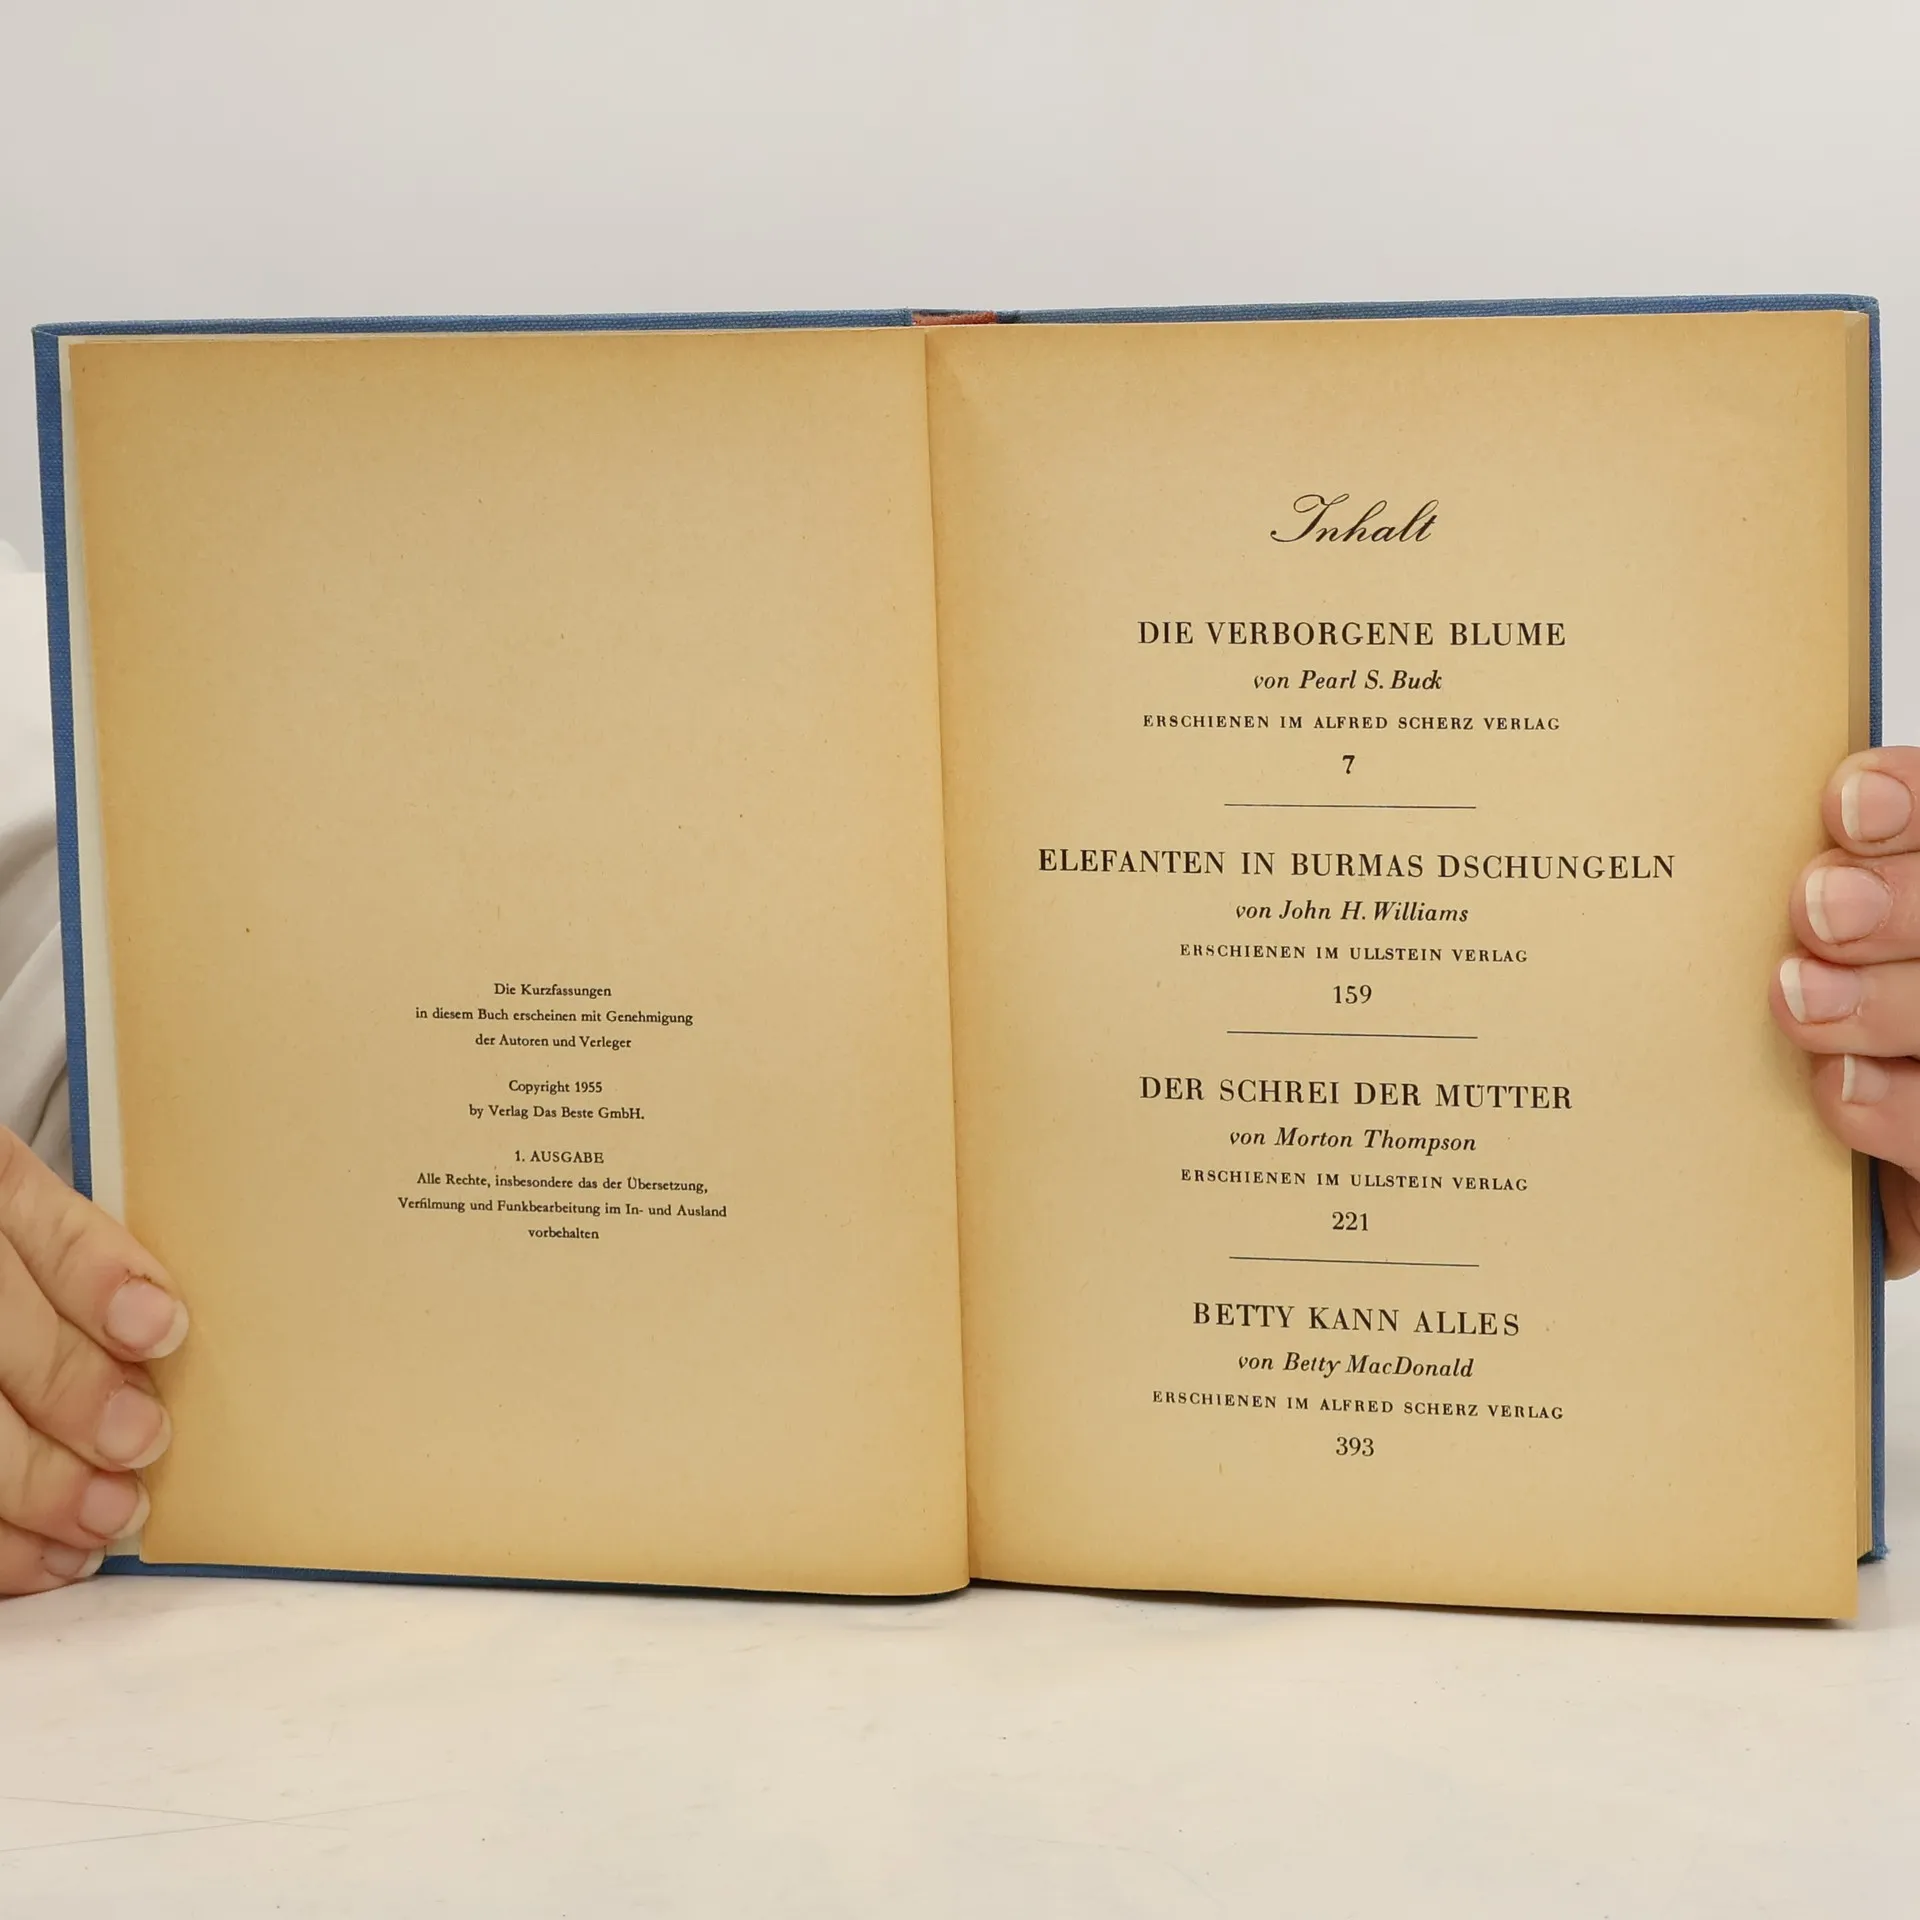 Die Kurzfassungen
in diesem Buch erscheinen mit Genehmigung
der Autoren und Verleger
Copyright 1955
by Verlag Das Beste GmbH.
1. AUSGABE
Alle Rechte, insbesondere das der Übersetzung,
Verfilmung und Funkbearbeitung im In- und Ausland
vorbehalten
Inhalt
DIE VERBORGENE BLUME
von Pearl S. Buck
ERSCHIENEN IM ALFRED SCHERZ VERLAG
7
ELEFANTEN IN BURMAS DSCHUNGELN
von John H. Williams
ERSCHIENEN IM ULLSTEIN VERLAG
159
DER SCHREI DER MÜTTER
von Morton Thompson
ERSCHIENEN IM ULLSTEIN VERLAG
221
BETTY KANN ALLES
von Betty MacDonald
ERSCHIENEN IM ALFRED SCHERZ VERLAG
393